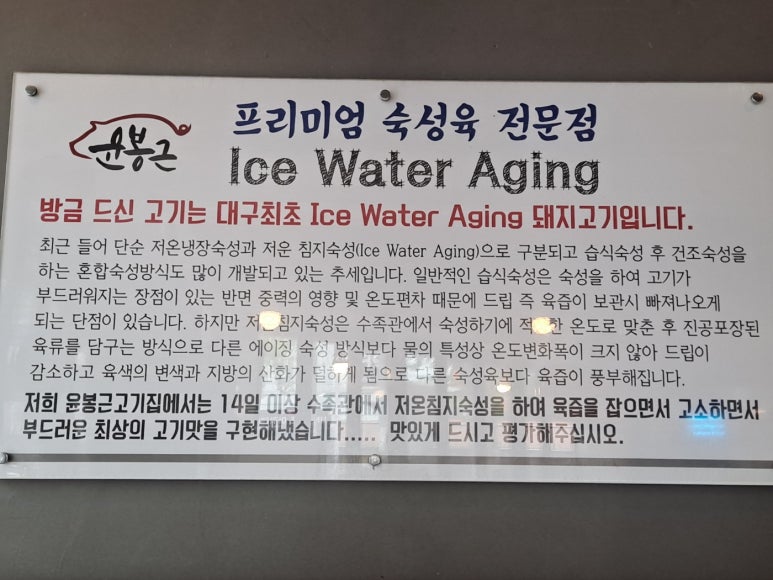 윤봉근
프리미엄 숙성육 전문점
Ice Water Aging
방금 드신 고기는 대구최초 Ice Water Aging 돼지고기입니다.
최근 들어 단순 저온냉장숙성과 저온 침지숙성(Ice Water Aging)으로 구분되고 습식숙성 후 건조숙성을
하는 혼합숙성방식도 많이 개발되고 있는 추세입니다. 일반적인 습식숙성은 숙성을 하여 고기가
부드러워지는 장점이 있는 반면 중력의 영향 및 온도편차 때문에 드립 즉 육즙이 보관시 빠져나오게
되는 단점이 있습니다. 하지만 저온침지숙성은 수족관에서 숙성하기에 적합한 온도로 맞춘 후 진공포장된
육류를 담구는 방식으로 다른 에이징 숙성 방식보다 물의 특성상 온도변화폭이 크지 않아 드립이
감소하고 육색의 변색과 지방의 산화가 덜하게 됨으로 다른 숙성육보다 육즙이 풍부해집니다.
저희 윤봉근고기집에서는 14일 이상 수족관에서 저온침지숙성을 하여 육즙을 잡으면서 고소하면서
부드러운 최상의 고기맛을 구현해냈습니다..... 맛있게 드시고 평가해주십시오.